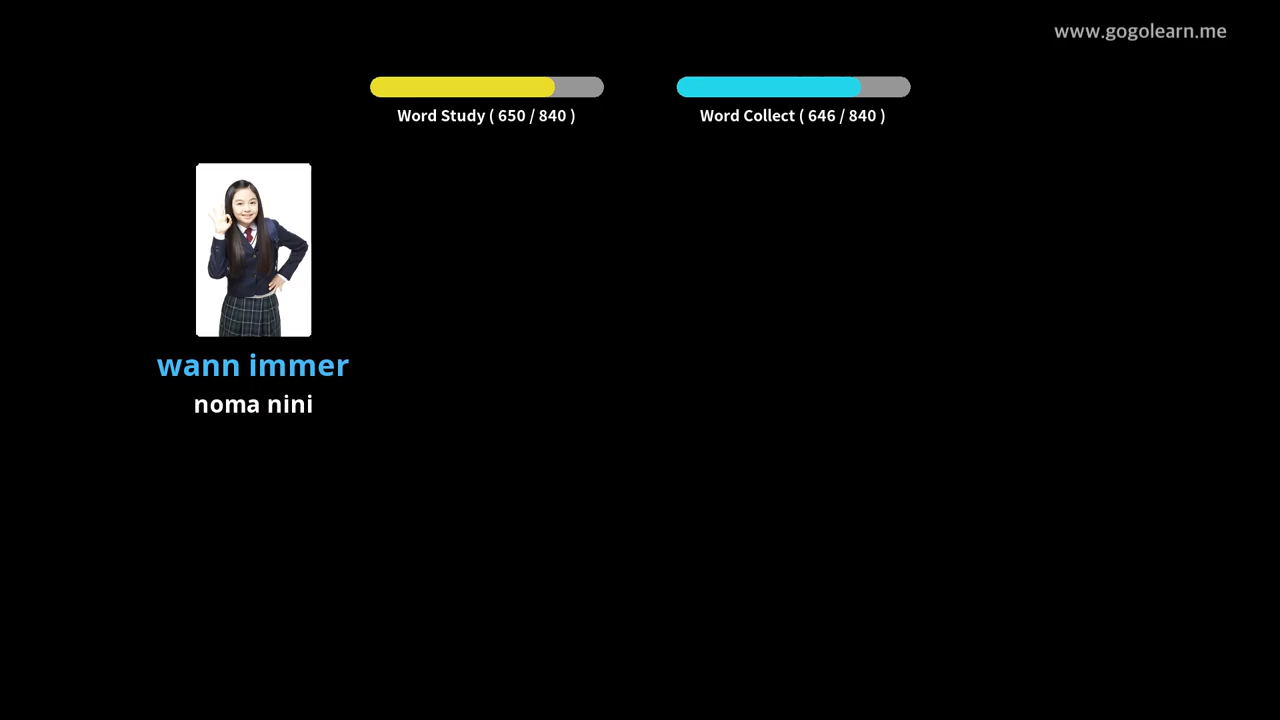 www.gogolearn.me
Word Study ( 650 / 840 )
Word Collect ( 646 / 840 )
wann immer
noma nini